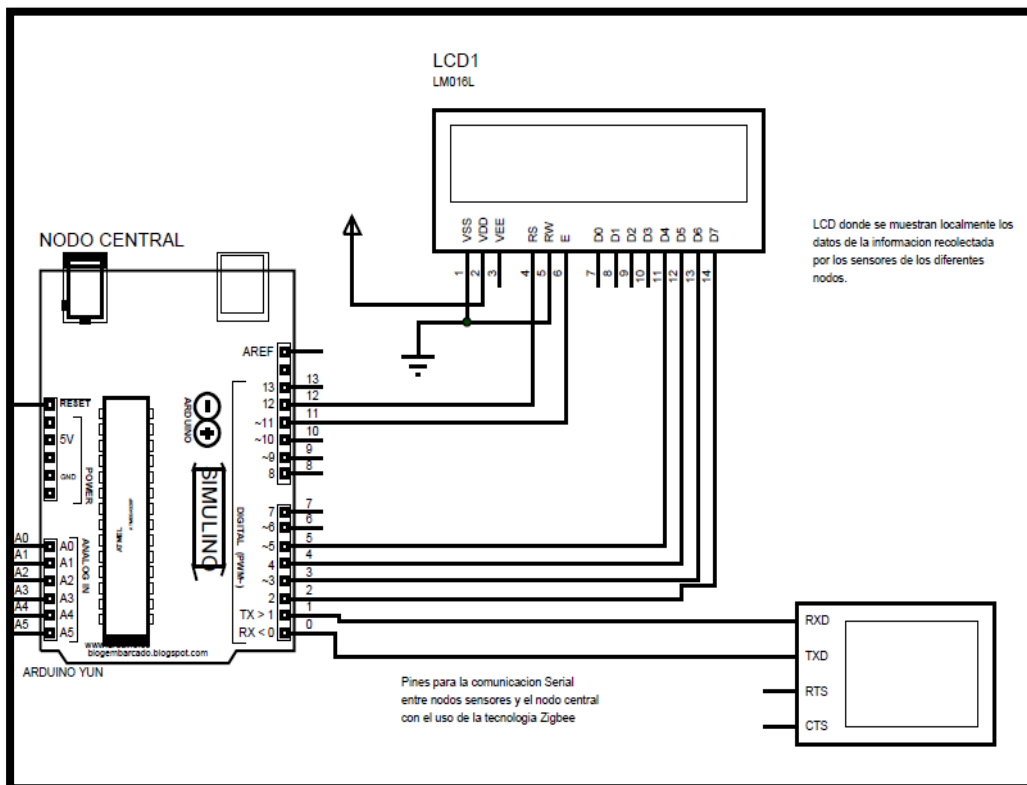 LCD1
LM016L
VSS
VDD
VEE
RS
RW
E
D0
D1
D2
D3
D4
D5
D6
D7
1
2
3
4
5
6
7
8
9
10
11
12
13
14
LCD donde se muestran localmente los
datos de la informacion recolectada
por los sensores de los diferentes
nodos.
NODO CENTRAL
AREF
13
12
~11
~10
~9
8
7
~6
~5
4
~3
2
TX > 1
RX < 0
13
12
11
10
9
8
7
6
5
4
3
2
1
0
RESET
5V
GND
POWER
ARDUINO
SIMULINO
DIGITAL (PWM~)
ATMEL
ANALOG IN
A0
A1
A2
A3
A4
A5
A0
A1
A2
A3
A4
A5
blogembarcado.blogspot.com
ARDUINO YUN
RXD
TXD
RTS
CTS
Pines para la comunicacion Serial
entre nodos sensores y el nodo central
con el uso de la tecnologia Zigbee